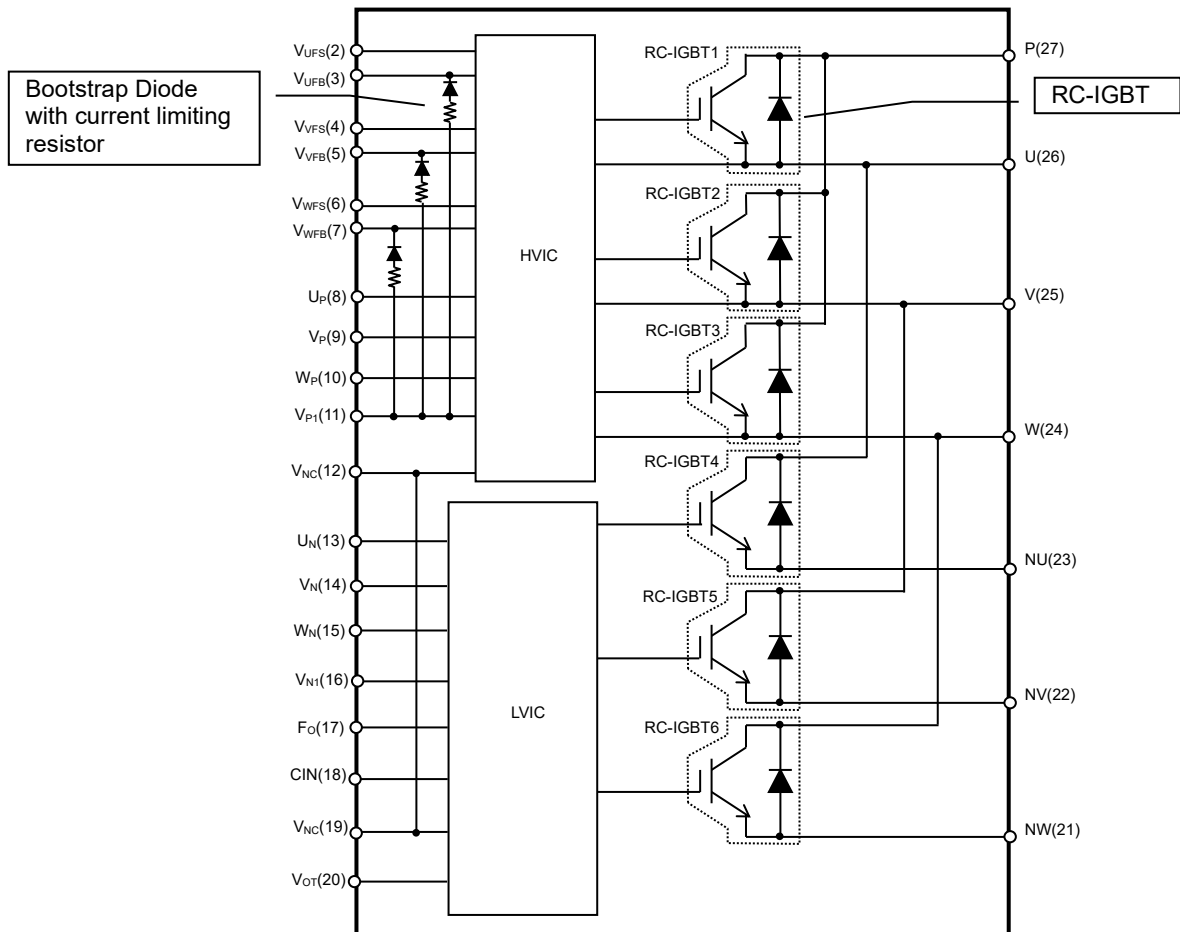 Bootstrap Diode
with current limiting
resistor
VUFS(2)
VUFB(3)
VVFS(4)
VVFB(5)
VWFS(6)
VWFB(7)
UP(8)
VP(9)
WP(10)
VP1(11)
VNC(12)
UN(13)
VN(14)
WN(15)
VN1(16)
FO(17)
CIN(18)
VNC(19)
VOT(20)
HVIC
LVIC
RC-IGBT1
RC-IGBT2
RC-IGBT3
RC-IGBT4
RC-IGBT5
RC-IGBT6
P(27)
RC-IGBT
U(26)
V(25)
W(24)
NU(23)
NV(22)
NW(21)